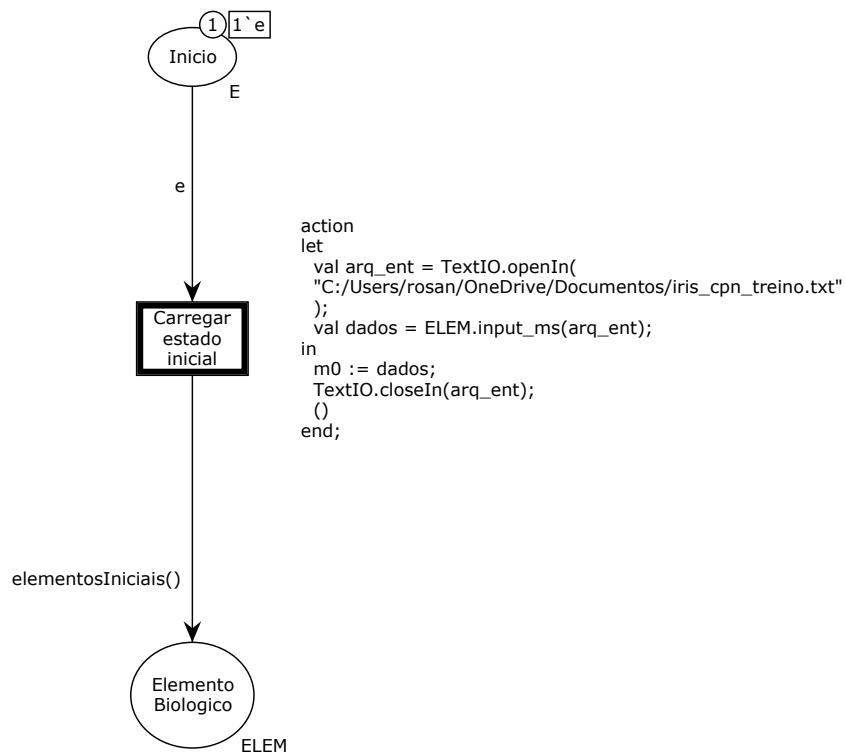 1 1`e
Inicio
E
e
action
let
val arq_ent = TextIO.openIn(
"C:/Users/rosan/OneDrive/Documentos/iris_cpn_treino.txt"
);
val dados = ELEM.input_ms(arq_ent);
in
m0 := dados;
TextIO.closeIn(arq_ent);
()
end;
Carregar
estado
inicial
elementosIniciais()
Elemento
Biologico
ELEM